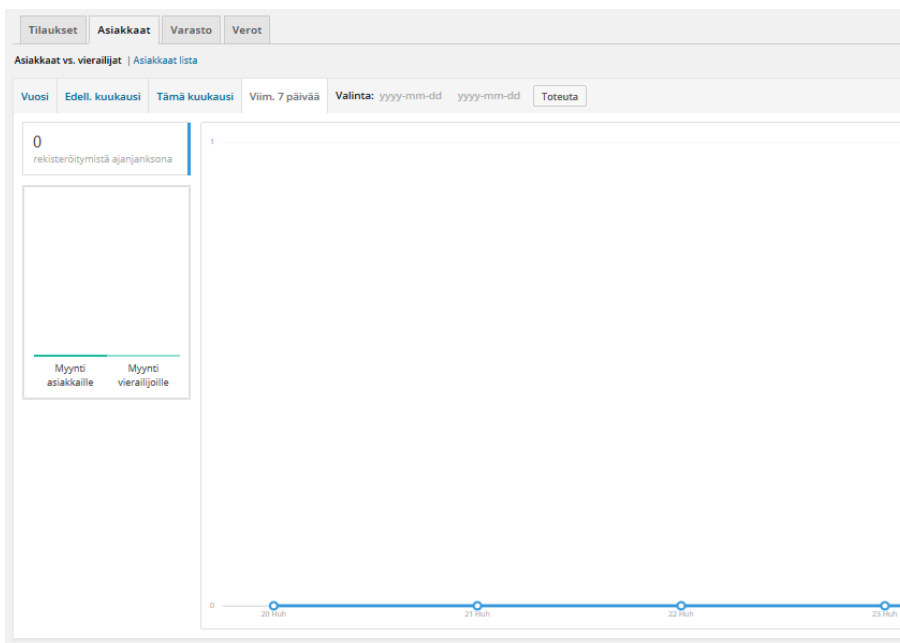 Tilaukset Asiakkaat Varasto Verot
Asiakkaat vs. vierailijat | Asiakkaat lista
Vuosi Edell. kuukausi Tämä kuukausi Viim. 7 päivää Valinta: yyyy-mm-dd yyyy-mm-dd Toteuta
0
rekisteröitymistä ajanjanksona
1
Myynti asiakkaille
Myynti vierailijoille
0
20 Huh 21 Huh 22 Huh 23 Huh